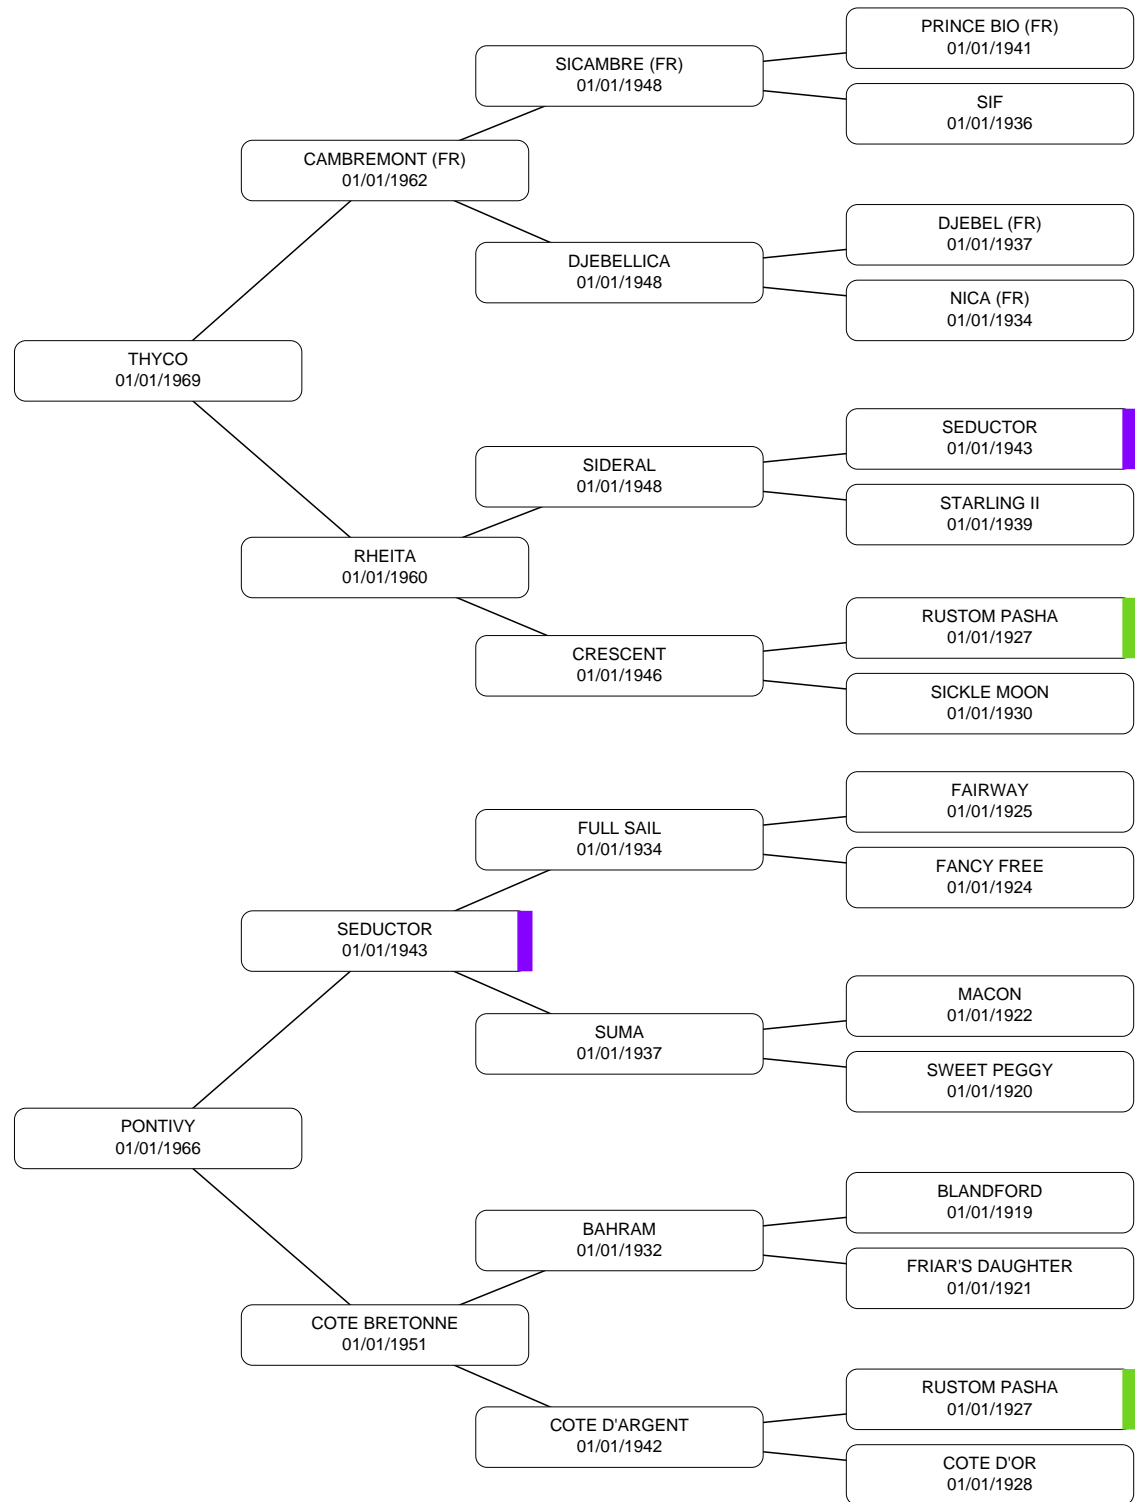 PRINCE BIO (FR)
01/01/1941
SICAMBRE (FR)
01/01/1948
SIF
01/01/1936
CAMBREMONT (FR)
01/01/1962
DJEBEL (FR)
01/01/1937
DJEBELLICA
01/01/1948
NICA (FR)
01/01/1934
THYCO
01/01/1969
SEDUCTOR
01/01/1943
SIDERAL
01/01/1948
STARLING II
01/01/1939
RHEITA
01/01/1960
RUSTOM PASHA
01/01/1927
CRESCENT
01/01/1946
SICKLE MOON
01/01/1930
FAIRWAY
01/01/1925
FULL SAIL
01/01/1934
FANCY FREE
01/01/1924
SEDUCTOR
01/01/1943
MACON
01/01/1922
SUMA
01/01/1937
SWEET PEGGY
01/01/1920
PONTIVY
01/01/1966
BLANDFORD
01/01/1919
BAHRAM
01/01/1932
FRIAR'S DAUGHTER
01/01/1921
COTE BRETONNE
01/01/1951
RUSTOM PASHA
01/01/1927
COTE D'ARGENT
01/01/1942
COTE D'OR
01/01/1928